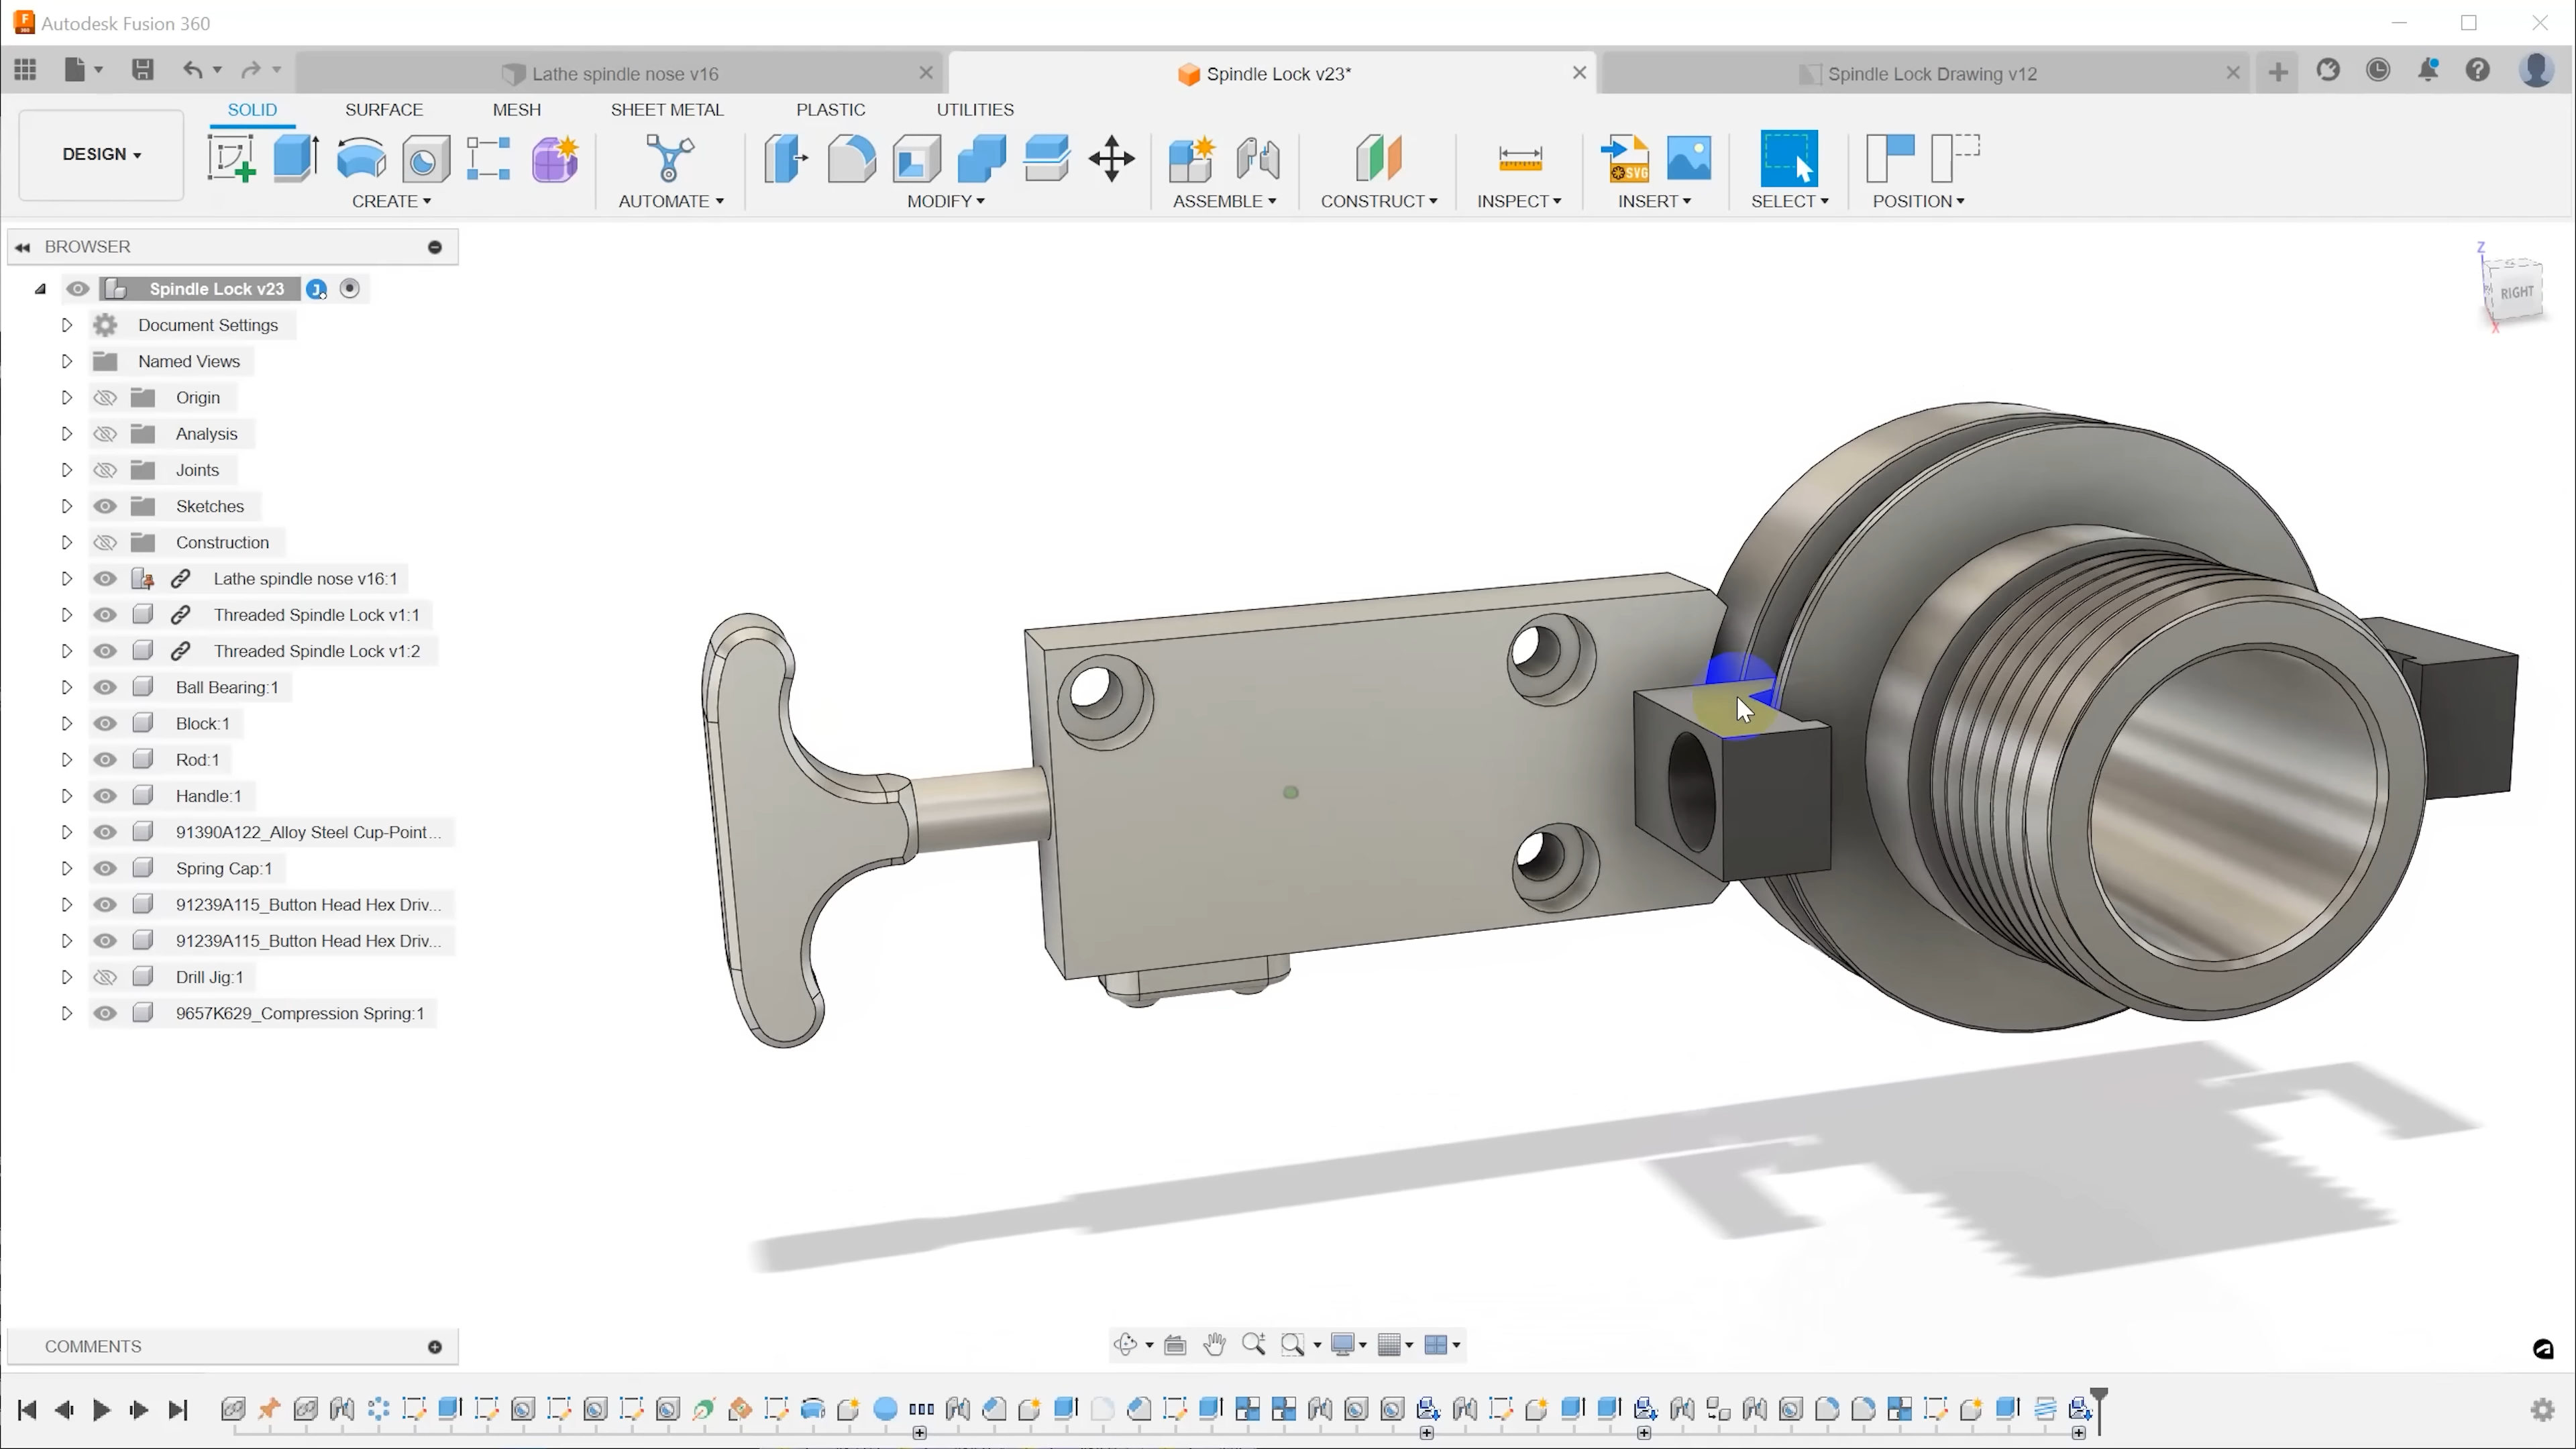 Autodesk Fusion 360
Lathe spindle nose v16
Spindle Lock v23*
Spindle Lock Drawing v12
SOLID
SURFACE
MESH
SHEET METAL
PLASTIC
UTILITIES
DESIGN
CREATE
AUTOMATE
MODIFY
ASSEMBLE
CONSTRUCT
INSPECT
INSERT
SELECT
POSITION
SVG
BROWSER
Spindle Lock v23
Document Settings
Named Views
Origin
Analysis
Joints
Sketches
Construction
Lathe spindle nose v16:1
Threaded Spindle Lock v1:1
Threaded Spindle Lock v1:2
Ball Bearing:1
Block:1
Rod:1
Handle:1
91390A122_Alloy Steel Cup-Point...
Spring Cap:1
91239A115_Button Head Hex Driv...
91239A115_Button Head Hex Driv...
Drill Jig:1
9657K629_Compression Spring:1
Z
RIGHT
X
COMMENTS